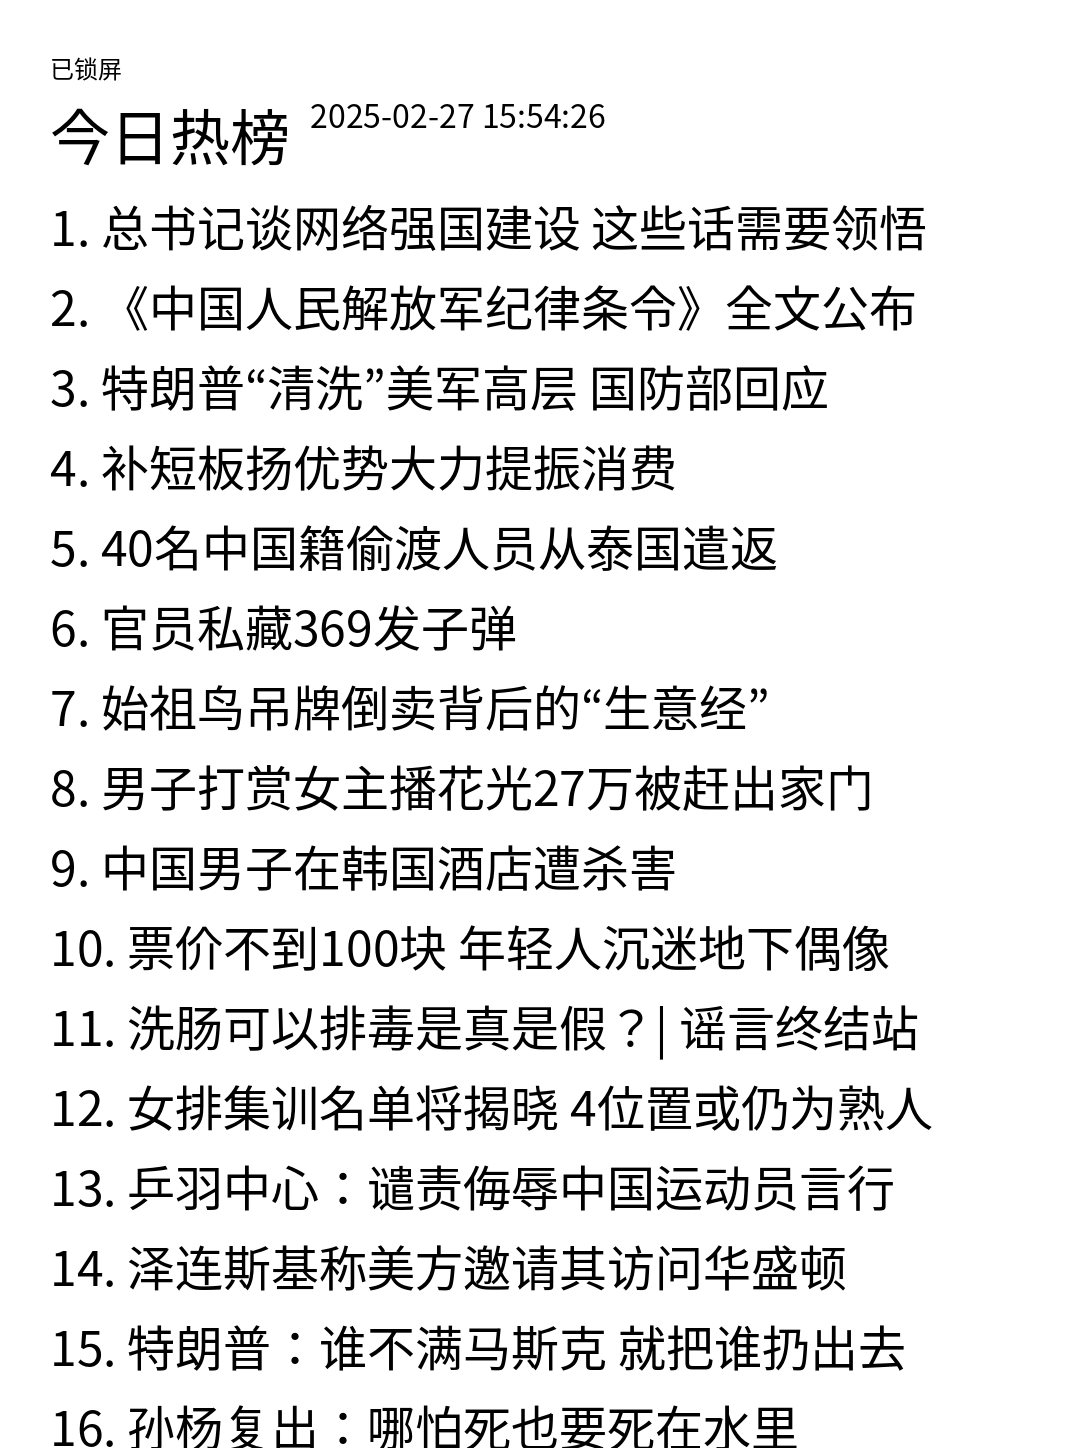 已锁屏
今日热榜 2025-02-27 15:54:26
1. 总书记谈网络强国建设 这些话需要领悟
2. 《中国人民解放军纪律条令》全文公布
3. 特朗普“清洗”美军高层 国防部回应
4. 补短板扬优势大力提振消费
5. 40名中国籍偷渡人员从泰国遣返
6. 官员私藏369发子弹
7. 始祖鸟吊牌倒卖背后的“生意经”
8. 男子打赏女主播花光27万被赶出家门
9. 中国男子在韩国酒店遭杀害
10. 票价不到100块 年轻人沉迷地下偶像
11. 洗肠可以排毒是真是假？| 谣言终结站
12. 女排集训名单将揭晓 4位置或仍为熟人
13. 乒羽中心：谴责侮辱中国运动员言行
14. 泽连斯基称美方邀请其访问华盛顿
15. 特朗普：谁不满马斯克 就把谁扔出去
16. 孙杨复出：哪怕死也要死在水里